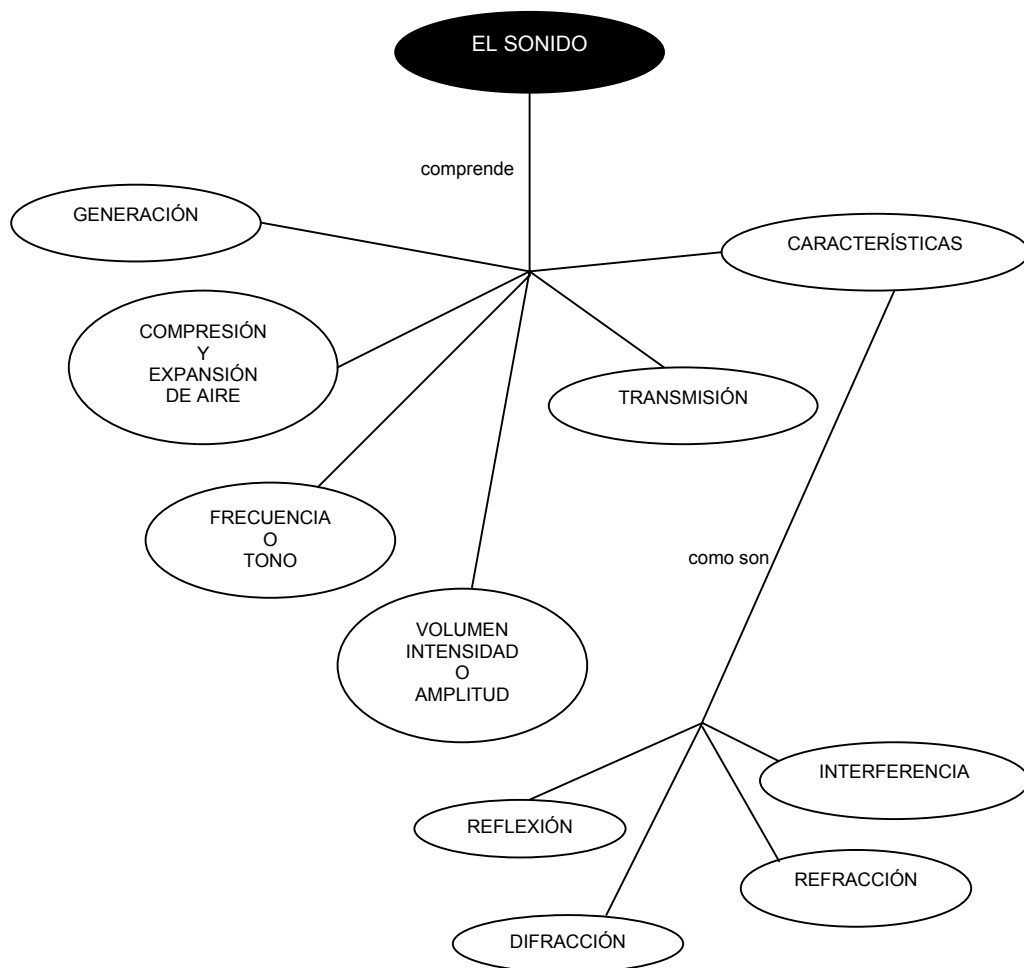 EL SONIDO
comprende
GENERACIÓN
CARACTERÍSTICAS
COMPRESIÓN
Y
EXPANSIÓN
DE AIRE
TRANSMISIÓN
FRECUENCIA
O
TONO
como son
VOLUMEN
INTENSIDAD
O
AMPLITUD
INTERFERENCIA
REFLEXIÓN
REFRACCIÓN
DIFRACCIÓN